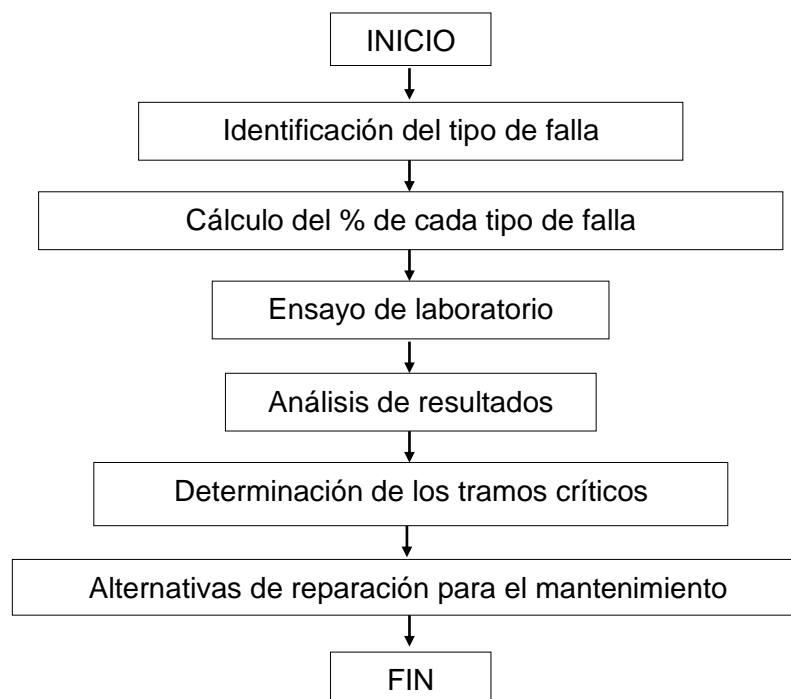 INICIO
Identificación del tipo de falla
Cálculo del % de cada tipo de falla
Ensayo de laboratorio
Análisis de resultados
Determinación de los tramos críticos
Alternativas de reparación para el mantenimiento
FIN